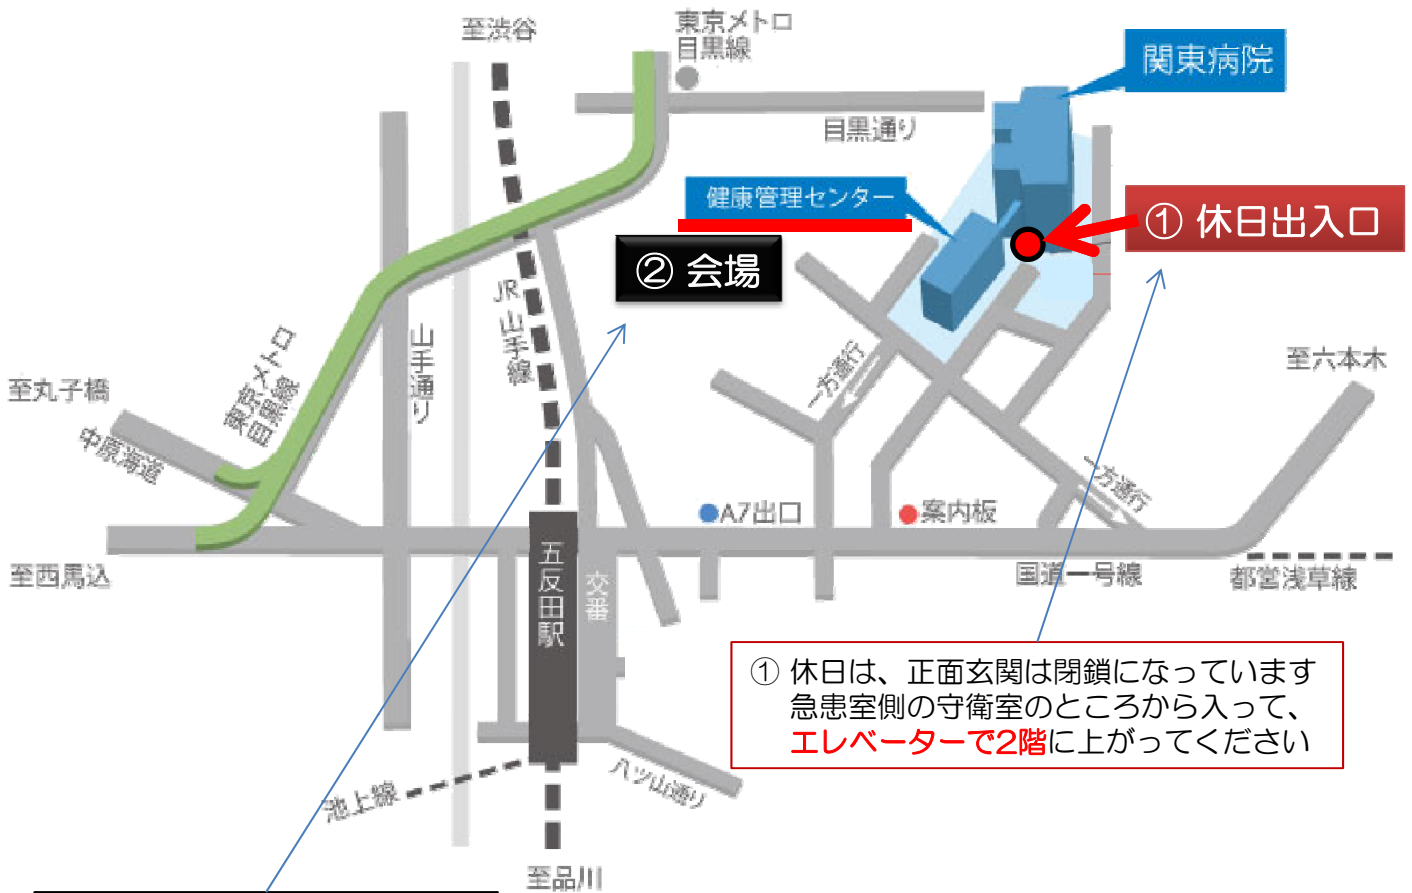 至渋谷
東京メトロ
目黒線
関東病院
目黒通り
健康管理センター
① 休日出入口
② 会場
JR山手線
山手通り
東京メトロ
目黒線
至丸子橋
中原海道
一方通行
至六本木
A7出口
案内板
一方通行
至西馬込
五反田駅
交番
国道一号線
都営浅草線
① 休日は、正面玄関は閉鎖になっています
急患室側の守衛室のところから入って、
エレベーターで2階に上がってください
八ツ山通り
池上線
至品川